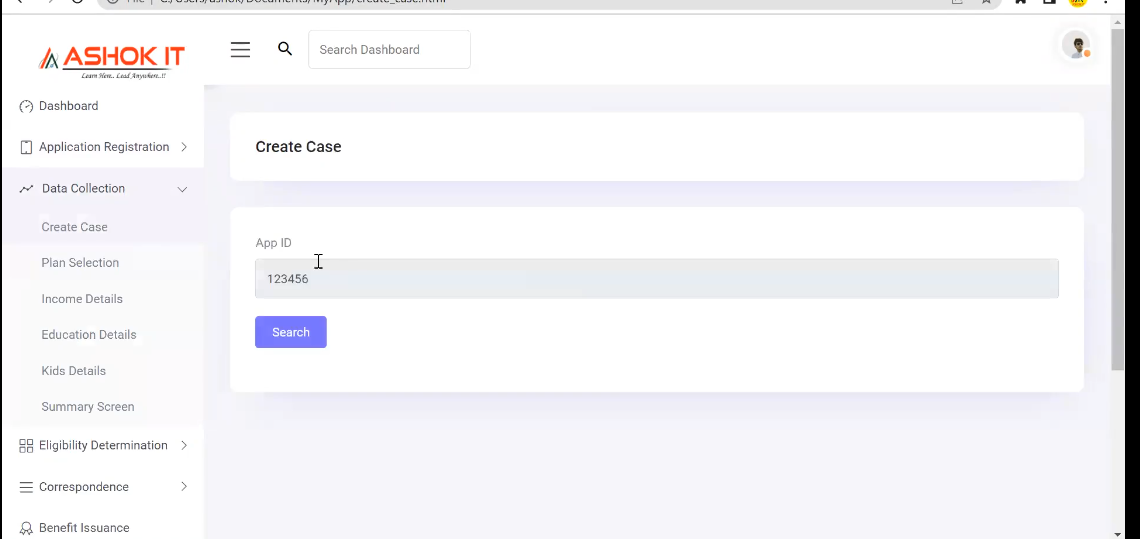 C:/Users/ashok/Documents/MyApp/create_case.html
ASHOK IT
Learn Here.. Lead Anywhere..!!
Search Dashboard
Dashboard
Application Registration
Data Collection
Create Case
Plan Selection
Income Details
Education Details
Kids Details
Summary Screen
Eligibility Determination
Correspondence
Benefit Issuance
Create Case
App ID
123456
Search